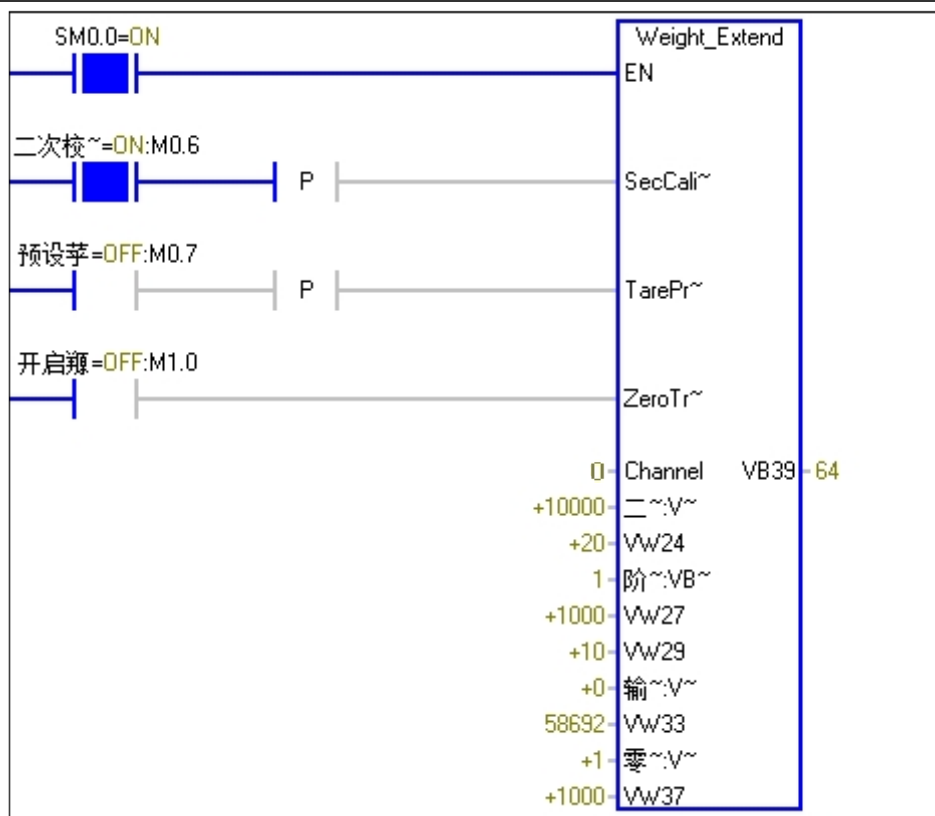 SM0.0=ON
Weight_Extend
EN
二次校~=ON:M0.6
P
SecCali~
预设苹=OFF:M0.7
P
TarePr~
=OFF:M1.0
开启
ZeroTr~
0 Channel VB39 64
+10000 二~:V~
+20 VW24
1 阶~:VB~
+1000 VW27
+10 VW29
+0 输~:V~
58692 VW33
+1 零~:V~
+1000 VW37